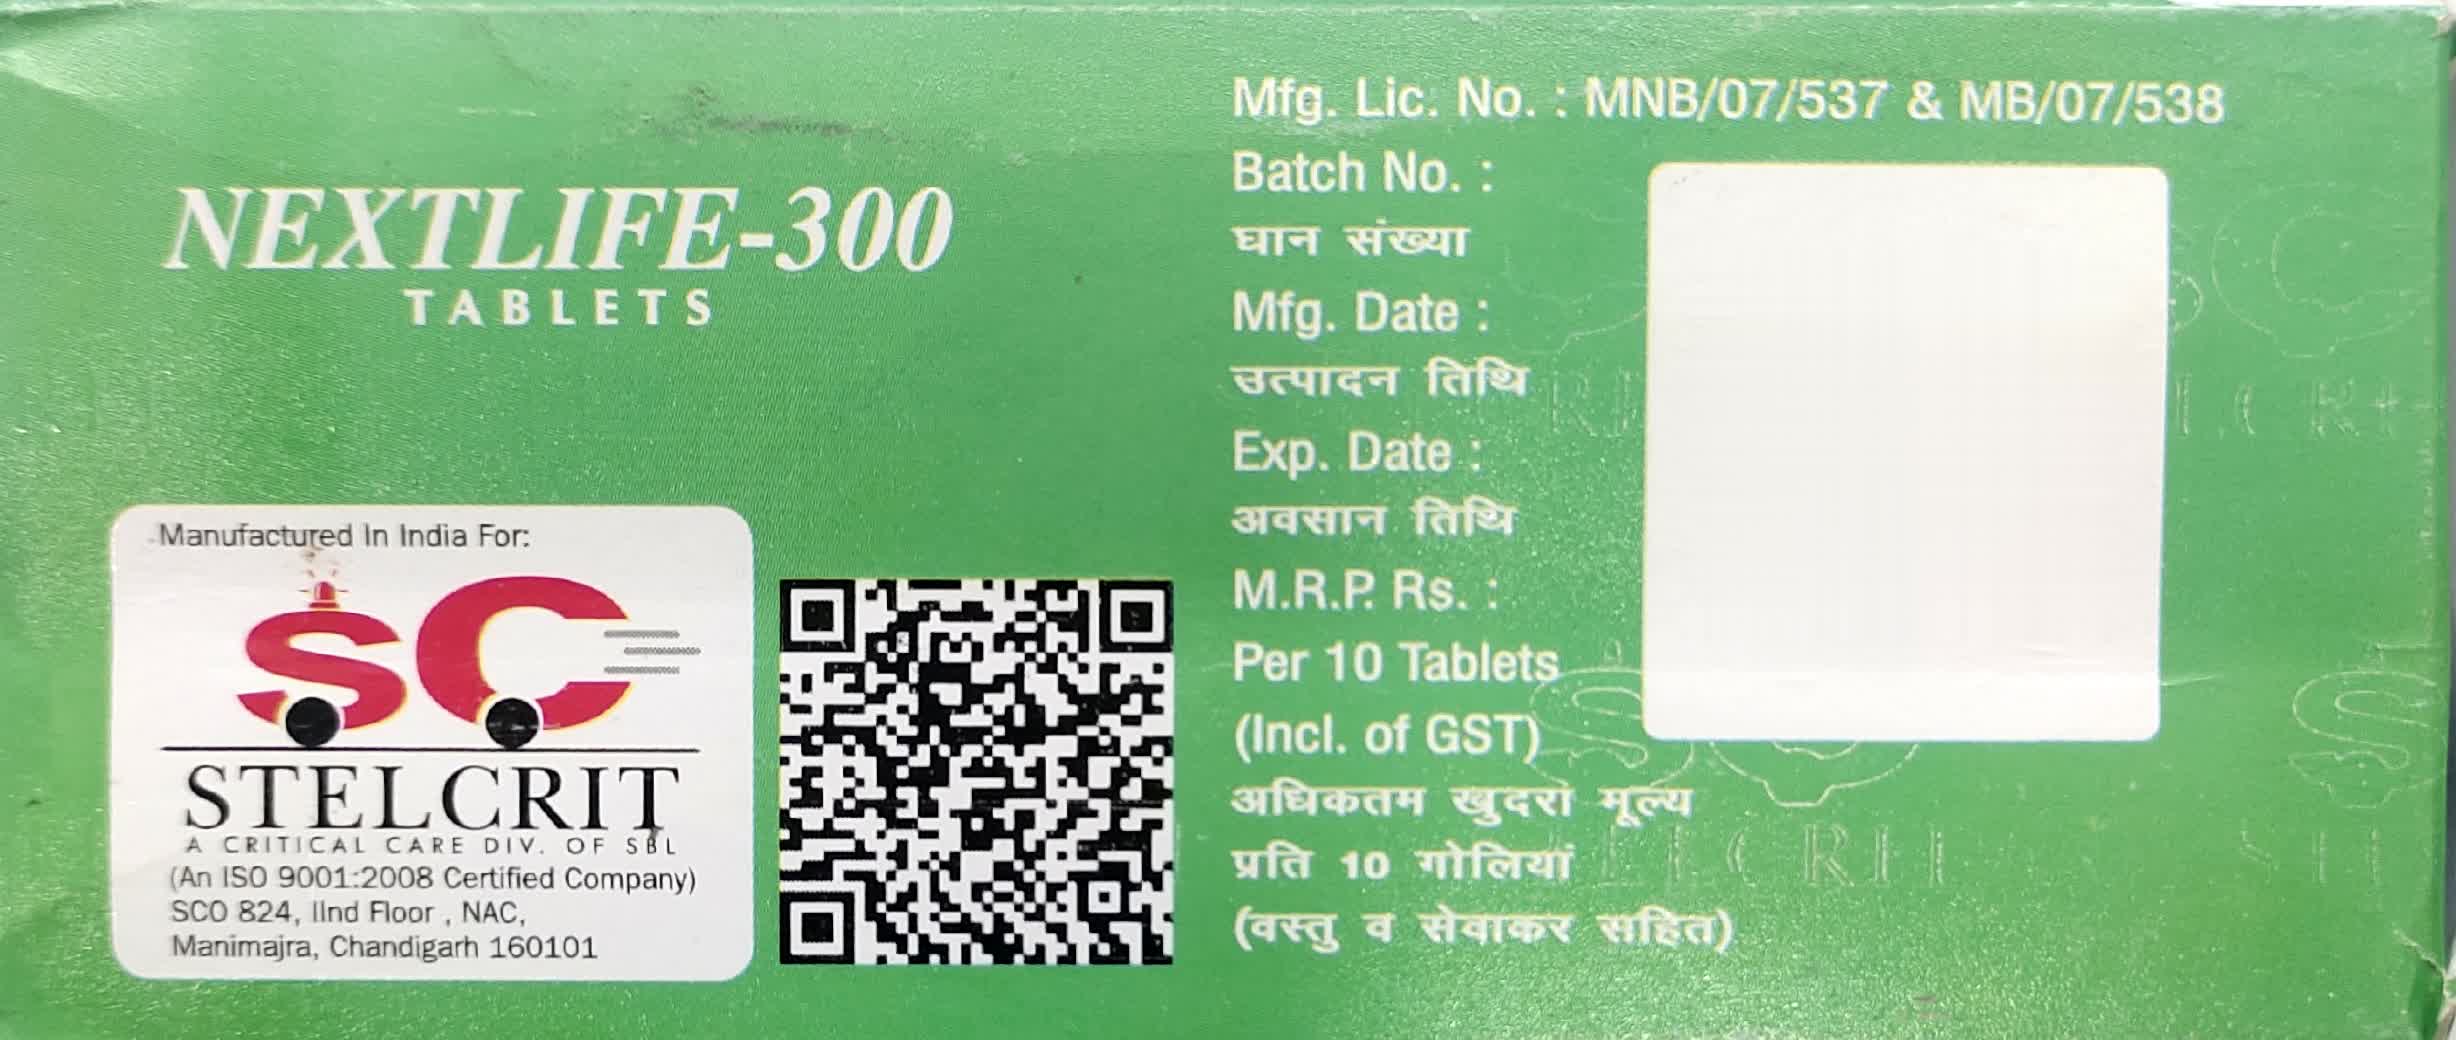 NEXTLIFE-300
TABLETS
Manufactured In India For:
SC
STELCRIT
A CRITICAL CARE DIV. OF SBL
(An ISO 9001:2008 Certified Company)
SCO 824, IInd Floor , NAC,
Manimajra, Chandigarh 160101
Mfg. Lic. No. : MNB/07/537 & MB/07/538
Batch No. :
घान संख्या
Mfg. Date :
उत्पादन तिथि
Exp. Date :
अवसान तिथि
M.R.P. Rs. :
Per 10 Tablets
(Incl. of GST)
अधिकतम खुदरा मूल्य
प्रति 10 गोलियां
(वस्तु व सेवाकर सहित)